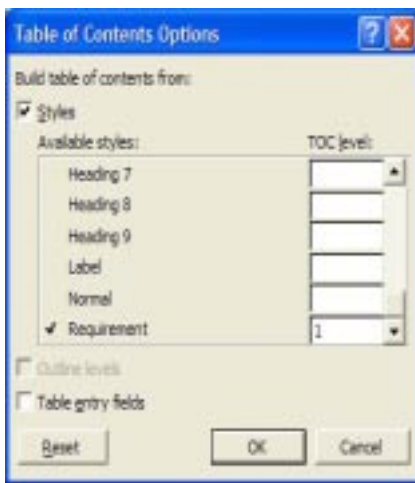 Table of Contents Options
Build table of contents from:
Styles
Available styles: TOC level:
Heading 7
Heading 8
Heading 9
Label
Normal
Requirement 1
Outline levels
Table entry fields
Reset OK Cancel